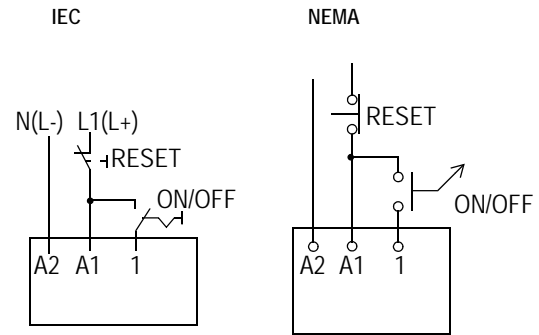 IEC
NEMA
N(L-) L1(L+)
RESET
ON/OFF
A2 A1 1
RESET
ON/OFF
A2 A1 1